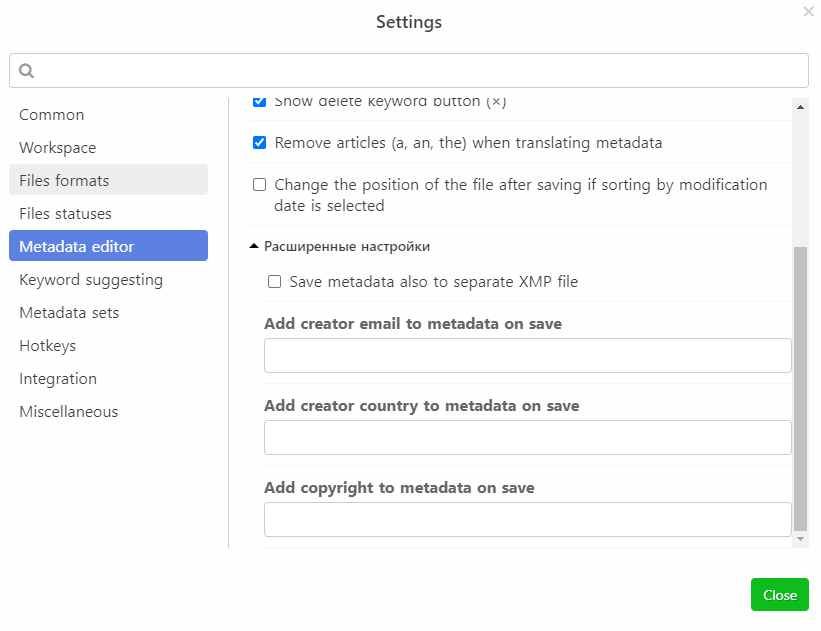 Settings
Common
Workspace
Files formats
Files statuses
Metadata editor
Keyword suggesting
Metadata sets
Hotkeys
Integration
Miscellaneous
Show delete keyword button (×)
Remove articles (a, an, the) when translating metadata
Change the position of the file after saving if sorting by modification
date is selected
Расширенные настройки
Save metadata also to separate XMP file
Add creator email to metadata on save
Add creator country to metadata on save
Add copyright to metadata on save
Close